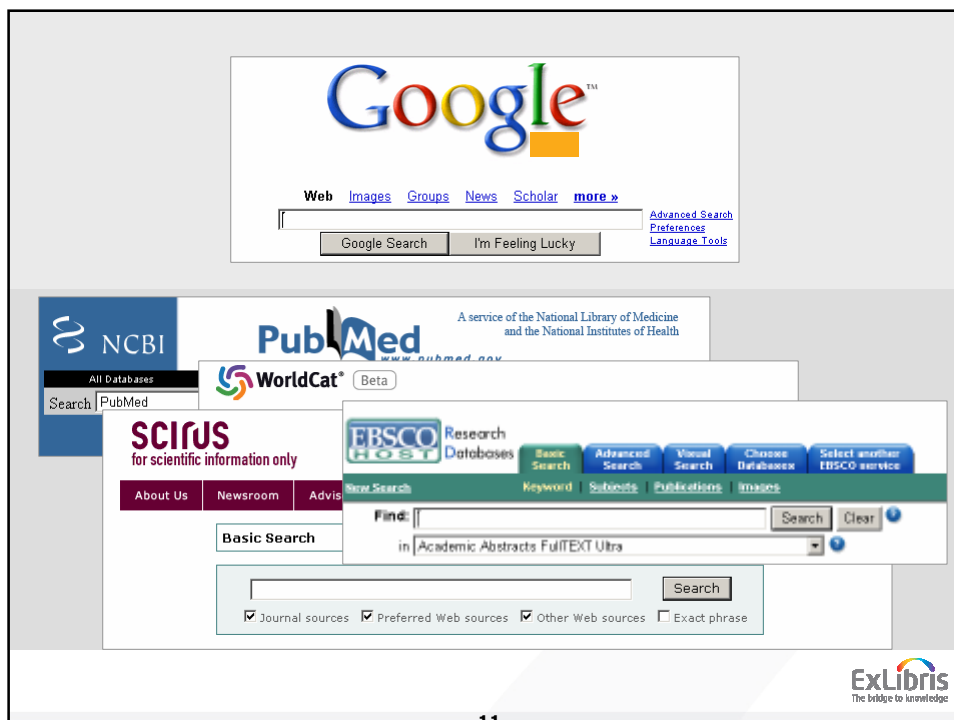 Google™
Web Images Groups News Scholar more »
Advanced Search
Preferences
Language Tools
Google Search I'm Feeling Lucky
NCBI
PubMed
www.pubmed.gov
A service of the National Library of Medicine
and the National Institutes of Health
All Databases
Search PubMed
WorldCat® Beta
SCIRUS
for scientific information only
About Us Newsroom Advis
Basic Search
Search
Journal sources Preferred Web sources Other Web sources Exact phrase
EBSCO HOST Research Databases
Basic Search Advanced Search Visual Search Choose Databases Select another EBSCO service
New Search Keyword Subjects Publications Images
Find: Search Clear
in Academic Abstracts FullTEXT Ultra
ExLibris
The bridge to knowledge
11